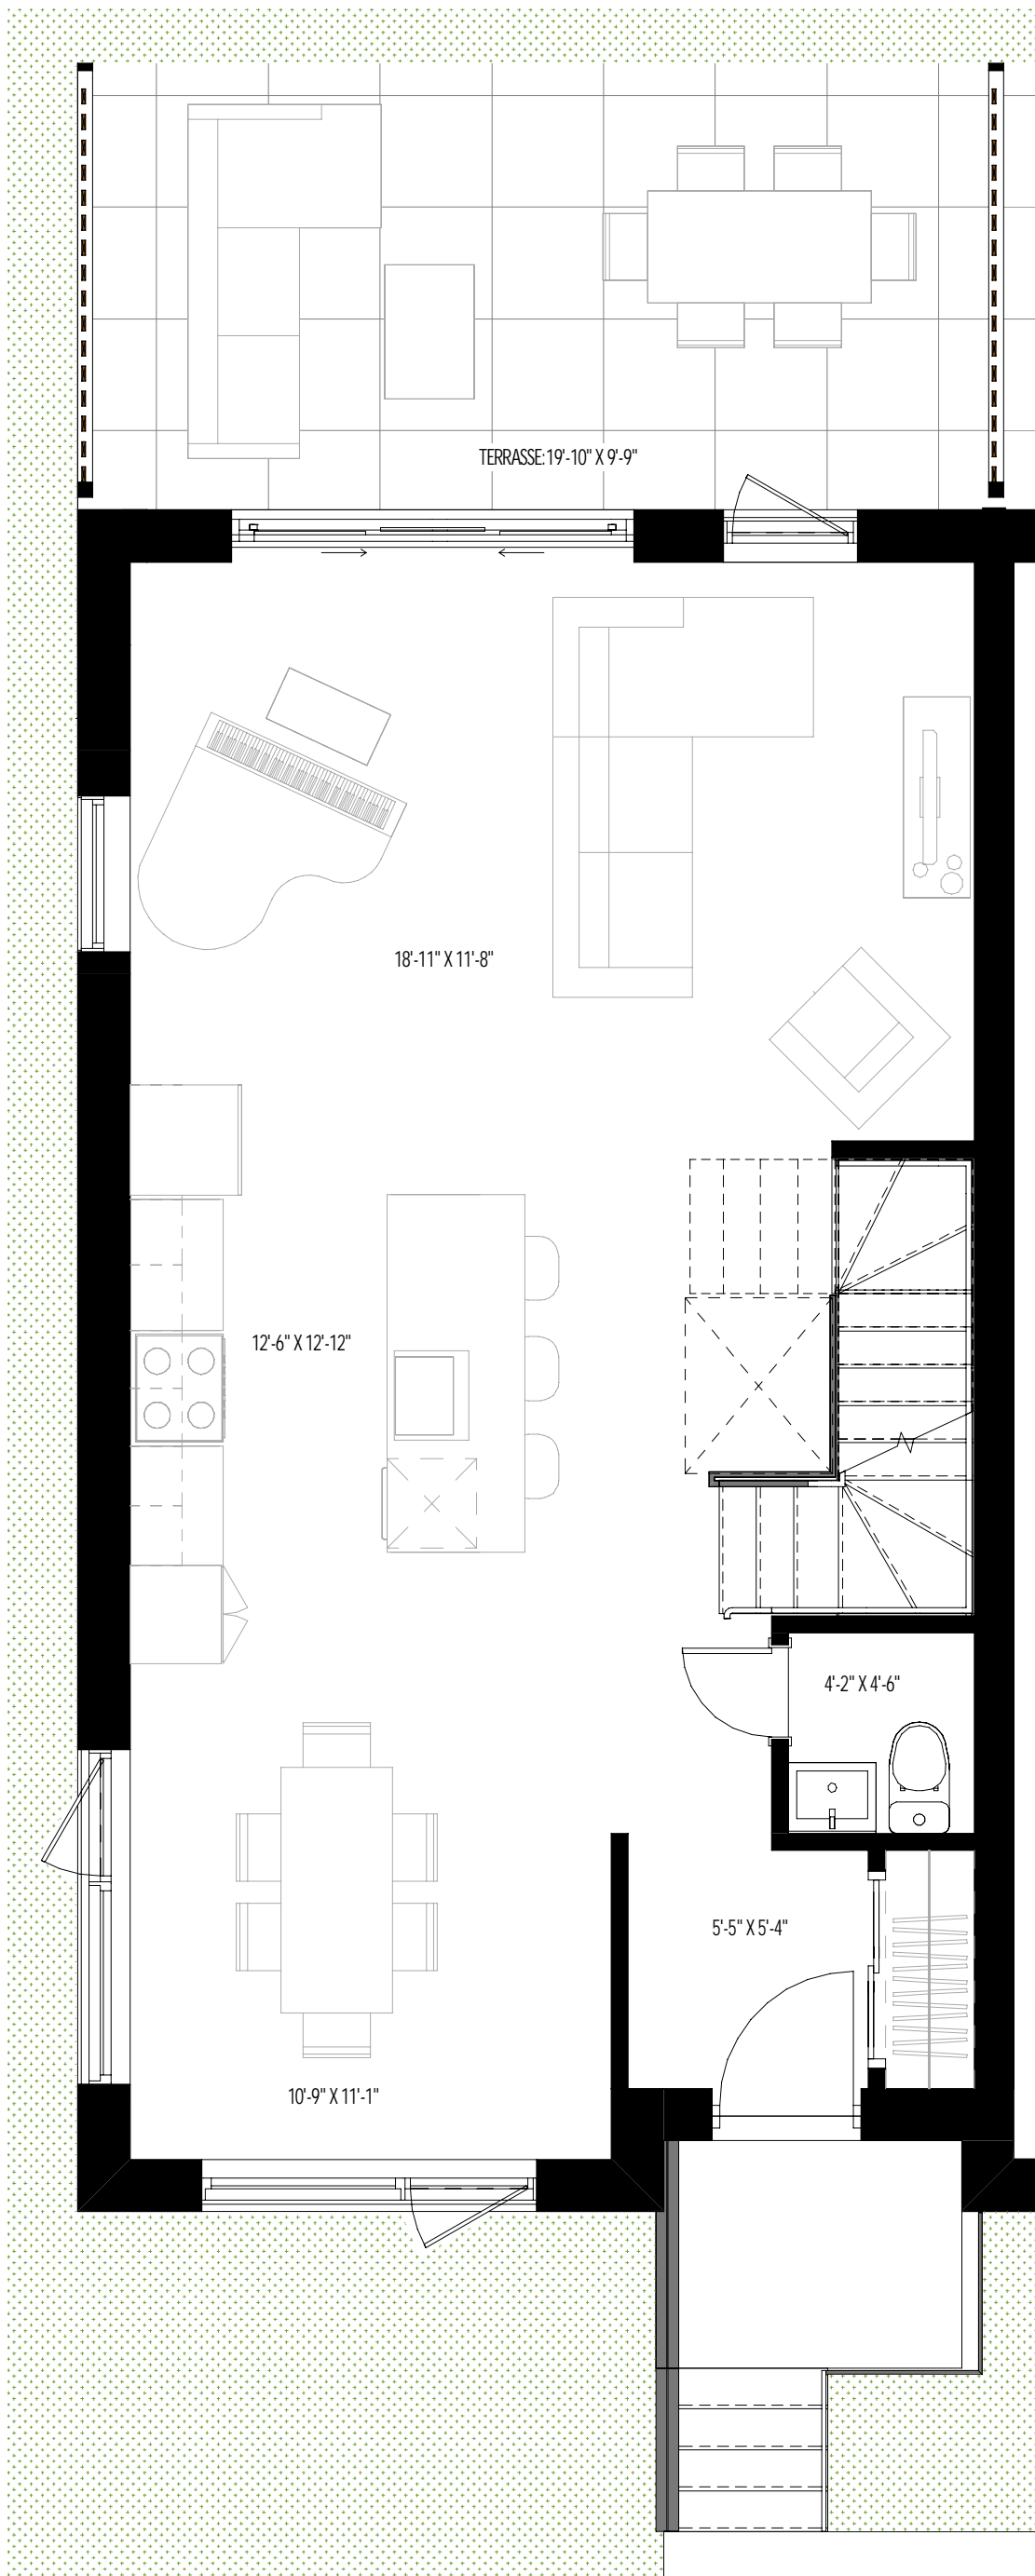 TERRASSE: 19'-10" X 9'-9"
18'-11" X 11'-8"
12'-6" X 12'-12"
4'-2" X 4'-6"
5'-5" X 5'-4"
10'-9" X 11'-1"